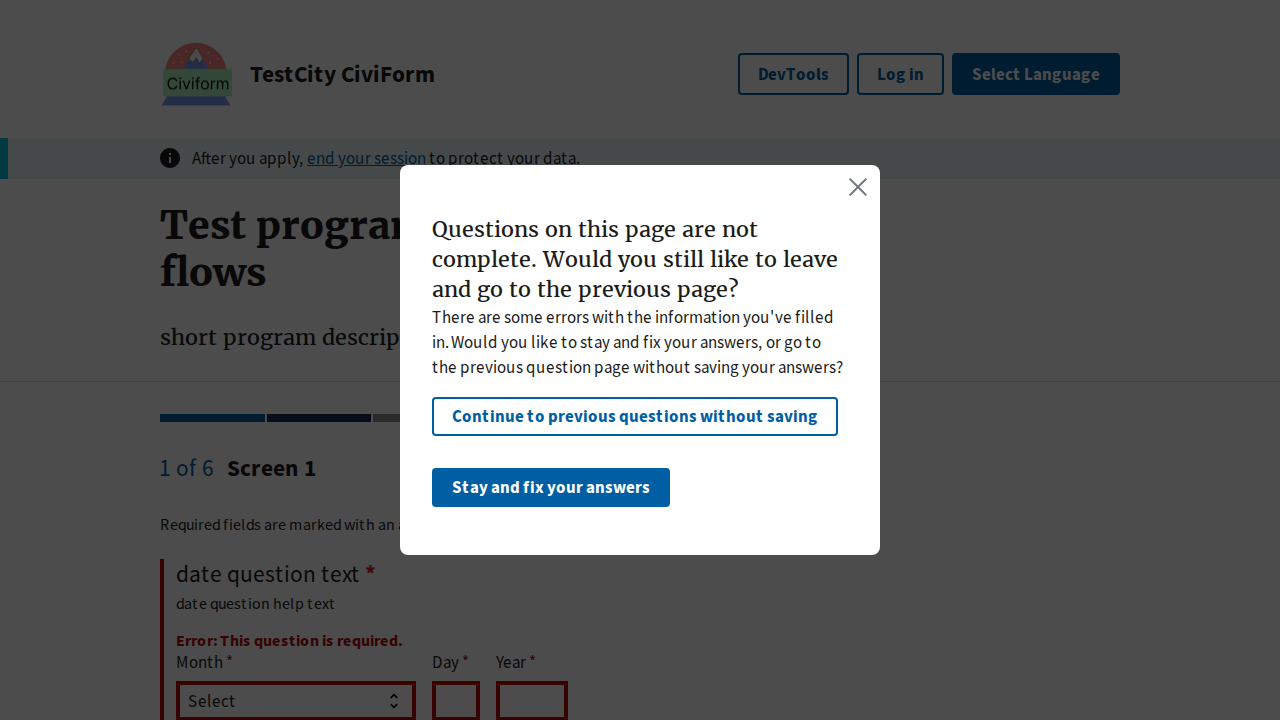 Civiform
TestCity CiviForm
DevTools
Log in
Select Language
After you apply, end your session to protect your data.
Test program
flows
short program descrip
1 of 6 Screen 1
Required fields are marked with an a
date question text *
date question help text
Error: This question is required.
Month *
Day *
Year *
Select
Questions on this page are not
complete. Would you still like to leave
and go to the previous page?
There are some errors with the information you've filled
in. Would you like to stay and fix your answers, or go to
the previous question page without saving your answers?
Continue to previous questions without saving
Stay and fix your answers